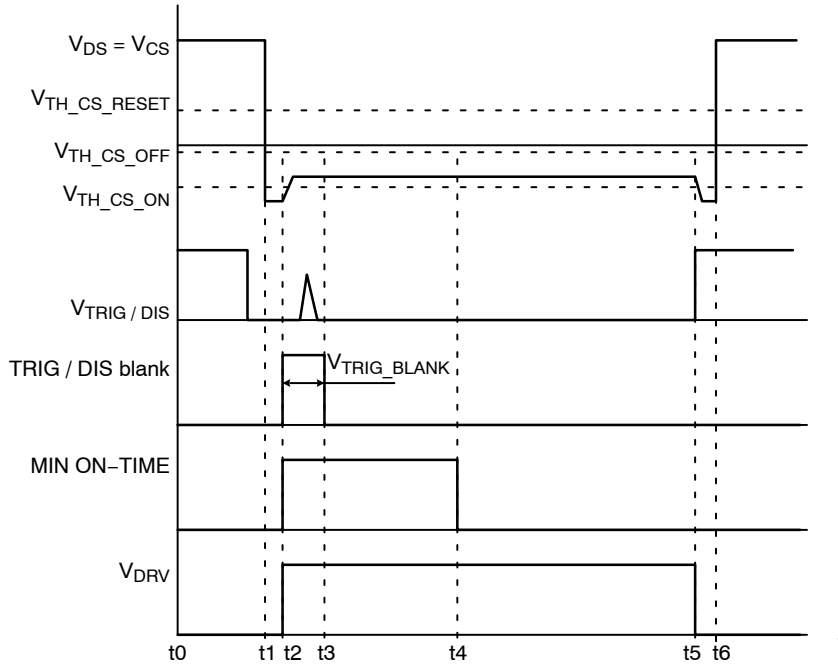 VDS = VCS
VTH_CS_RESET
VTH_CS_OFF
VTH_CS_ON
VTRIG / DIS
TRIG / DIS blank
VTRIG_BLANK
MIN ON−TIME
VDRV
t0 t1 t2 t3 t4 t5 t6